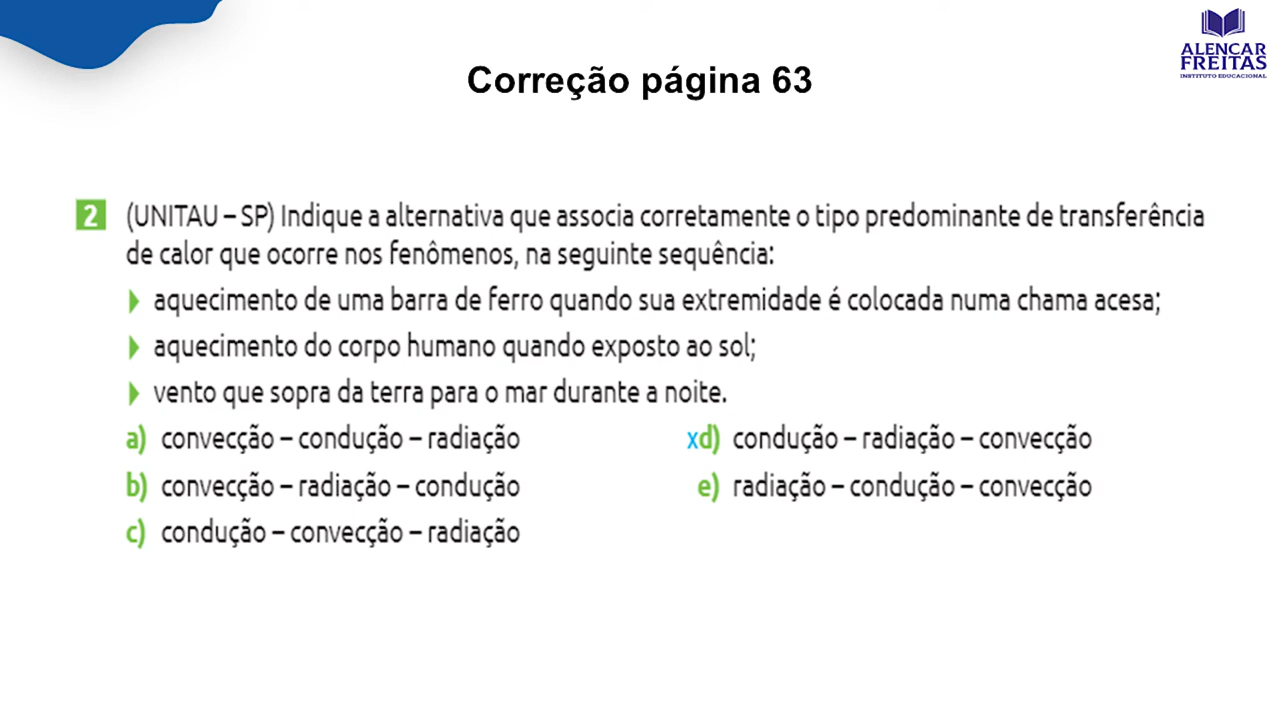 ALENCAR
FREITAS
INSTITUTO EDUCACIONAL
Correção página 63
2 (UNITAU – SP) Indique a alternativa que associa corretamente o tipo predominante de transferência
de calor que ocorre nos fenômenos, na seguinte sequência:
aquecimento de uma barra de ferro quando sua extremidade é colocada numa chama acesa;
aquecimento do corpo humano quando exposto ao sol;
vento que sopra da terra para o mar durante a noite.
a) convecção – condução – radiação
b) convecção – radiação – condução
c) condução – convecção – radiação
xd) condução – radiação – convecção
e) radiação – condução – convecção